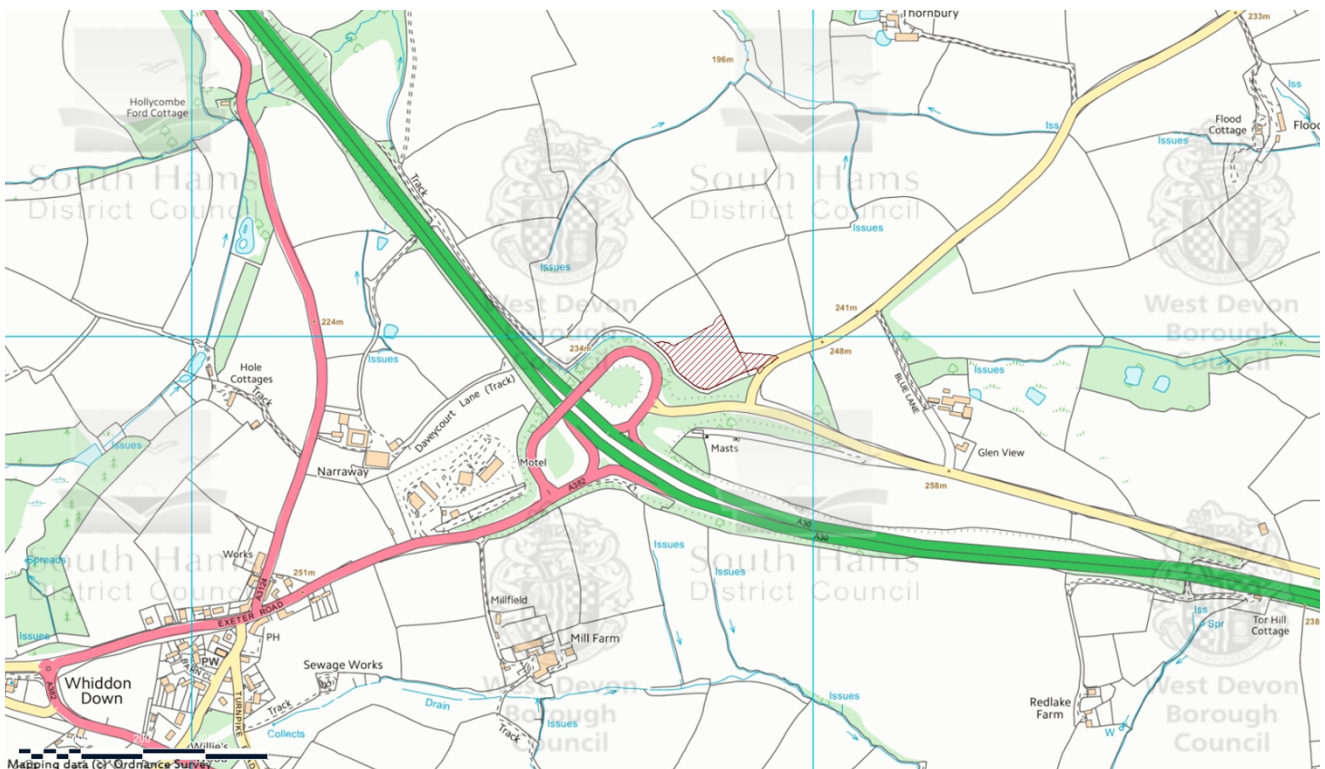 Thornbury
233m
196m
Hollycombe
Ford Cottage
Iss
Iss
Flood
Cottage
Flood
Issues
Track
South Hams
District Council
South Hams
District Council
Issues
Issues
West Devon
Borough
Council
West Devon
Borough
Council
241m
224m
234m
248m
Issues
Hole
Cottages
Track
Daveycourt Lane (Track)
BLUE LANE
Issues
Issues
Masts
Glen View
Narraway
Motel
258m
A382
A30
A30
South Hams
District Council
South Hams
District Council
Issues
Issues
Works
Spreads
251m
A3124
EXETER ROAD
Millfield
Mill Farm
Iss
Spr
Tor Hill
Cottage
238m
Issues
PH
PW
BARN CL
Sewage Works
Whiddon
Down
A382
TURNPIKE
Track
Drain
Collects
Issues
Issues
Track
West Devon
Borough
Council
West Devon
Borough
Council
Redlake
Farm
W
Willie's
Mapping data (c) Ordnance Survey